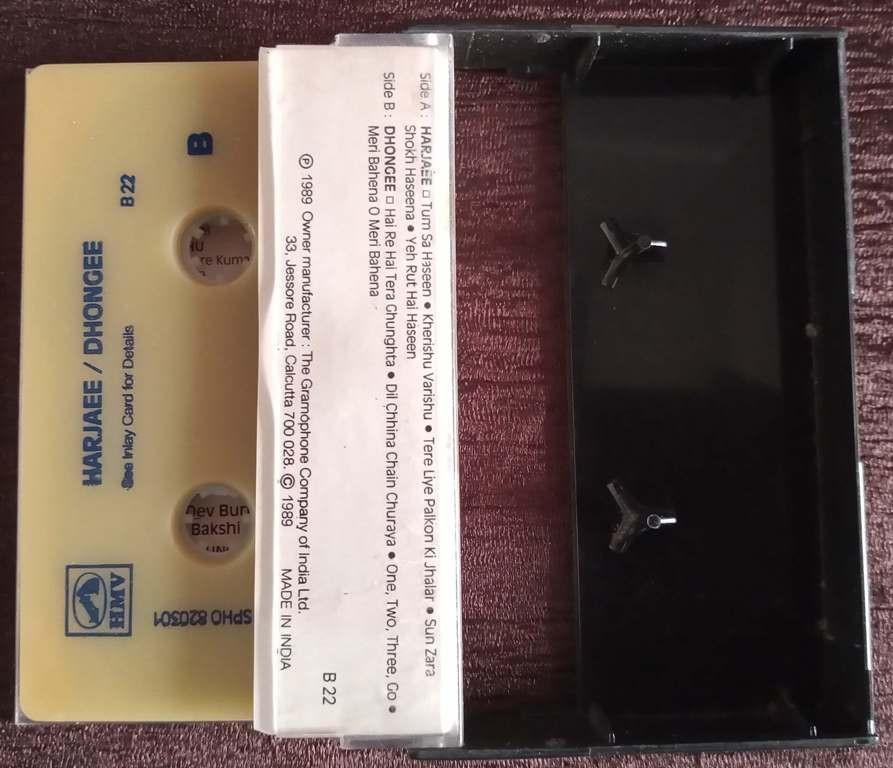 Side A : HARJAEE □ Tum Sa Haseen • Kherishu Varishu • Tere Liye Palkon Ki Jhalar • Sun Zara
Shokh Haseena • Yeh Rut Hai Haseen
Side B : DHONGEE □ Hai Re Hai Tera Ghunghta • Dil Chhina Chain Churaya • One, Two, Three, Go •
Meri Bahena O Meri Bahena
℗ 1989 Owner manufacturer : The Gramophone Company of India Ltd.
33, Jessore Road, Calcutta 700 028. © 1989 MADE IN INDIA
B 22
B
B 22
HARJAEE / DHONGEE
See Inlay Card for Details
HMV
SPHO 820301
Bakshi